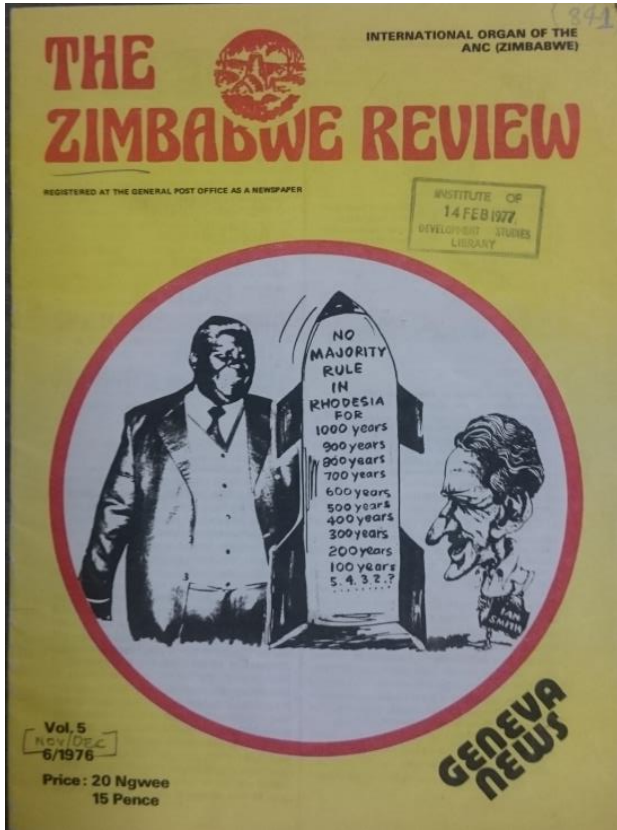 (841
INTERNATIONAL ORGAN OF THE
ANC (ZIMBABWE)
THE
ZIMBABWE REVIEW
REGISTERED AT THE GENERAL POST OFFICE AS A NEWSPAPER
INSTITUTE OF
14 FEB 1977
DEVELOPMENT STUDIES
LIBRARY
NO
MAJORITY
RULE
IN
RHODESIA
FOR
1000 years
900 years
800 years
700 years
600 years
500 years
400 years
300 years
200 years
100 years
5. 4. 3. 2. ?
IAN
SMITH
GENEVA
NEWS
Vol. 5
[NOV/DEC]
6/1976
Price: 20 Ngwee
15 Pence